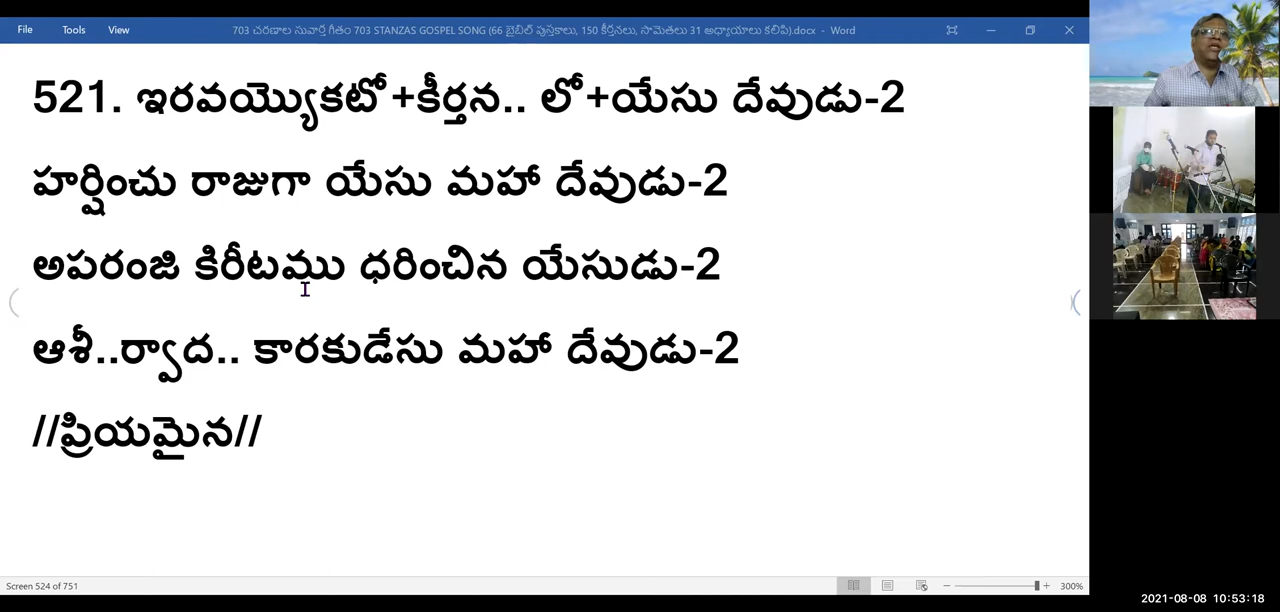 File Tools View 703 చరణాల సువార్త గీతం 703 STANZAS GOSPEL SONG (66 బైబిల్ పుస్తకాలు, 150 కీర్తనలు, సామెతలు 31 అధ్యాయాలు కలిపి).docx - Word
521. ఇరవయ్యొకటో+కీర్తన.. లో+యేసు దేవుడు-2
హర్షించు రాజుగా యేసు మహా దేవుడు-2
అపరంజి కిరీటము ధరించిన యేసుడు-2
ఆశీ..ర్వాద.. కారకుడేసు మహా దేవుడు-2
//ప్రియమైన//
Screen 524 of 751 300%
2021-08-08 10:53:18